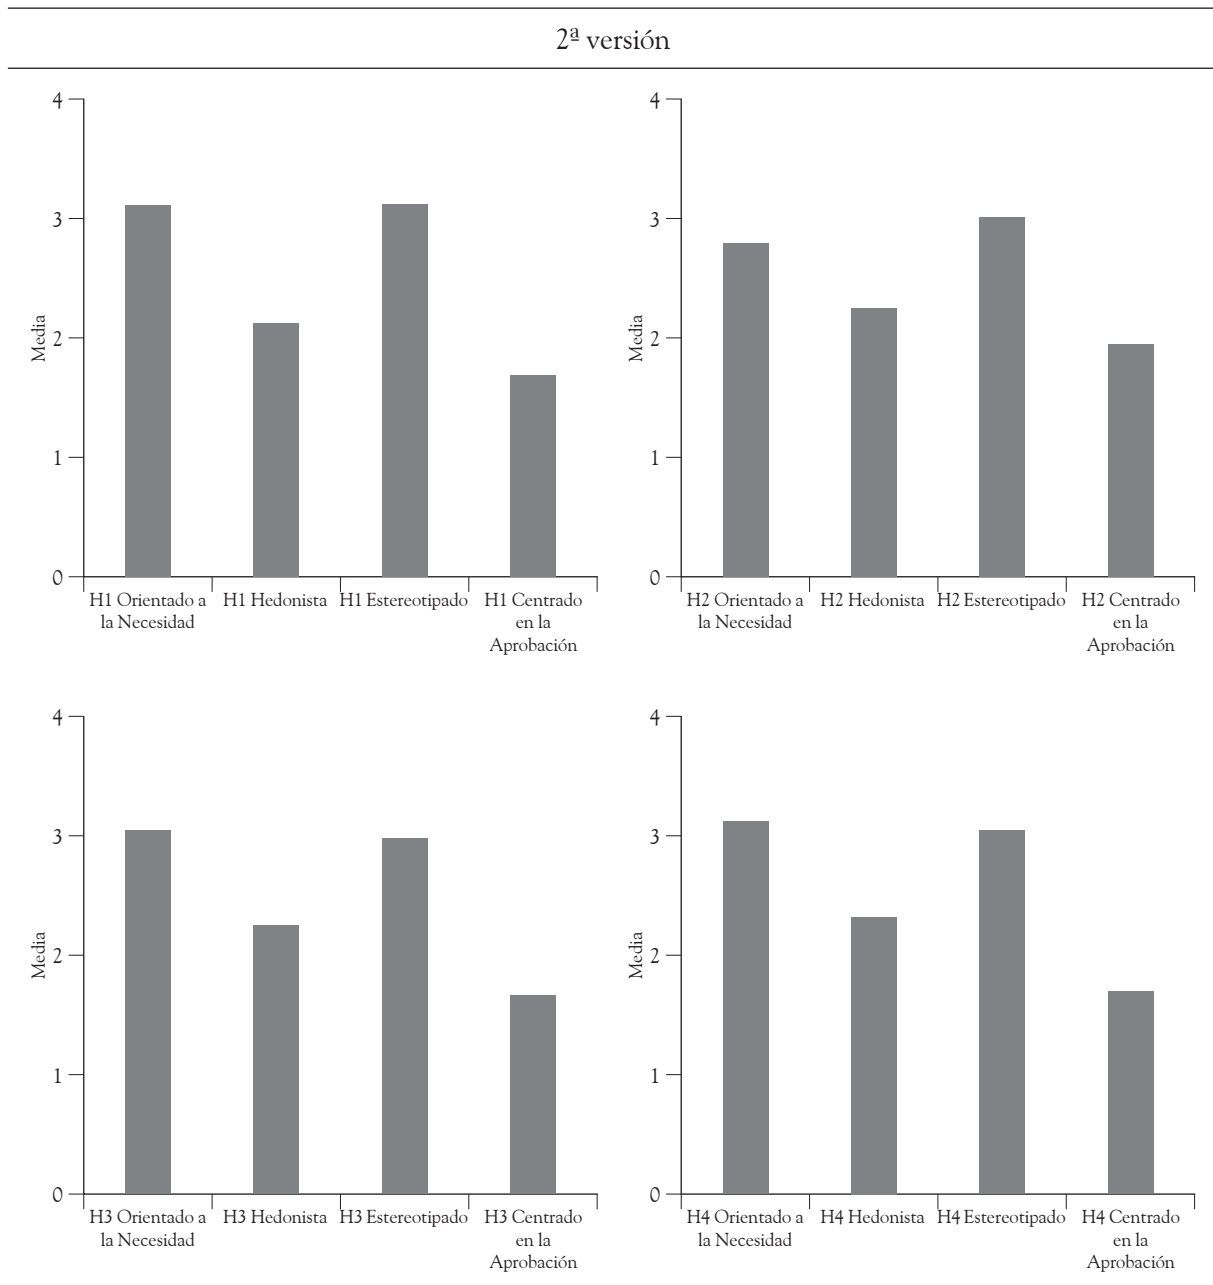 2ª versión
4
3
2
1
0
Media
H1 Orientado a
la Necesidad
H1 Hedonista
H1 Estereotipado
H1 Centrado
en la
Aprobación
4
3
2
1
0
Media
H2 Orientado a
la Necesidad
H2 Hedonista
H2 Estereotipado
H2 Centrado
en la
Aprobación
4
3
2
1
0
Media
H3 Orientado a
la Necesidad
H3 Hedonista
H3 Estereotipado
H3 Centrado
en la
Aprobación
4
3
2
1
0
Media
H4 Orientado a
la Necesidad
H4 Hedonista
H4 Estereotipado
H4 Centrado
en la
Aprobación